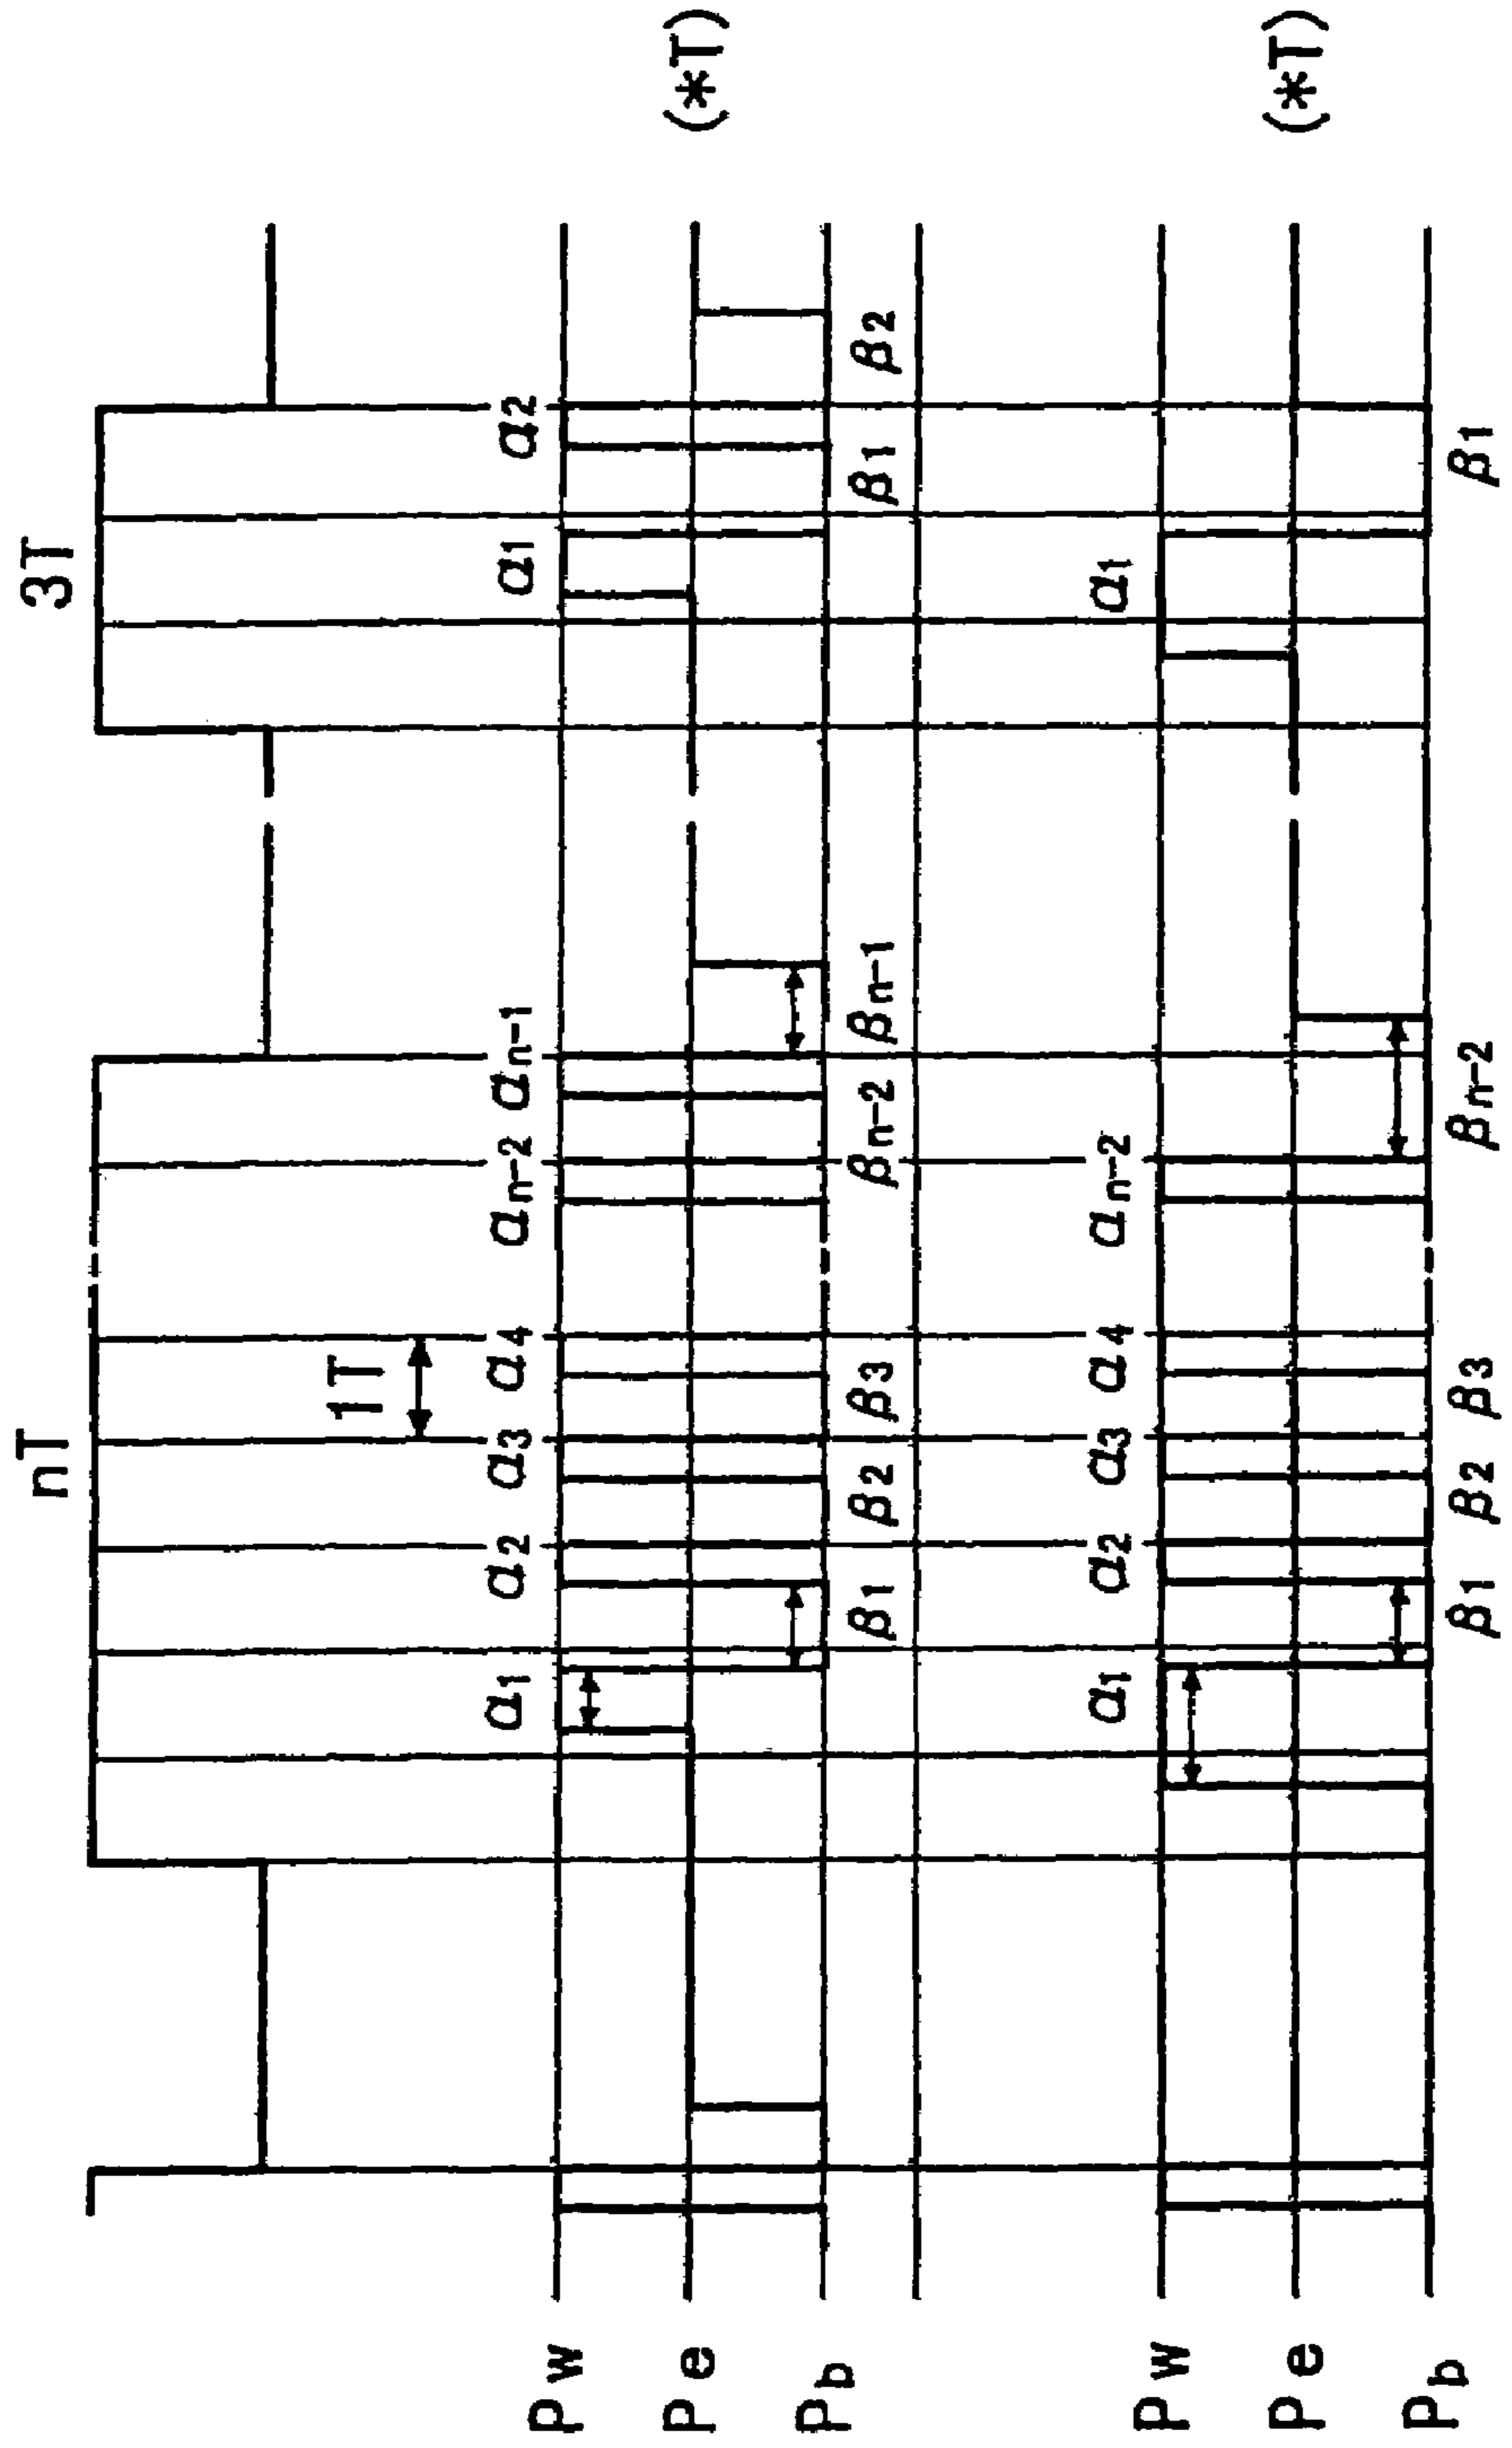 nT 3T
1T
α1 α2 α3 α4 αn-2 αn-1 α1 α2
Pw
Pe (*T)
Pb
β1 β2 β3 βn-2 βn-1 β1 β2
α1 α2 α3 α4 αn-2 α1
Pw
Pe (*T)
Pb
β1 β2 β3 βn-2 β1